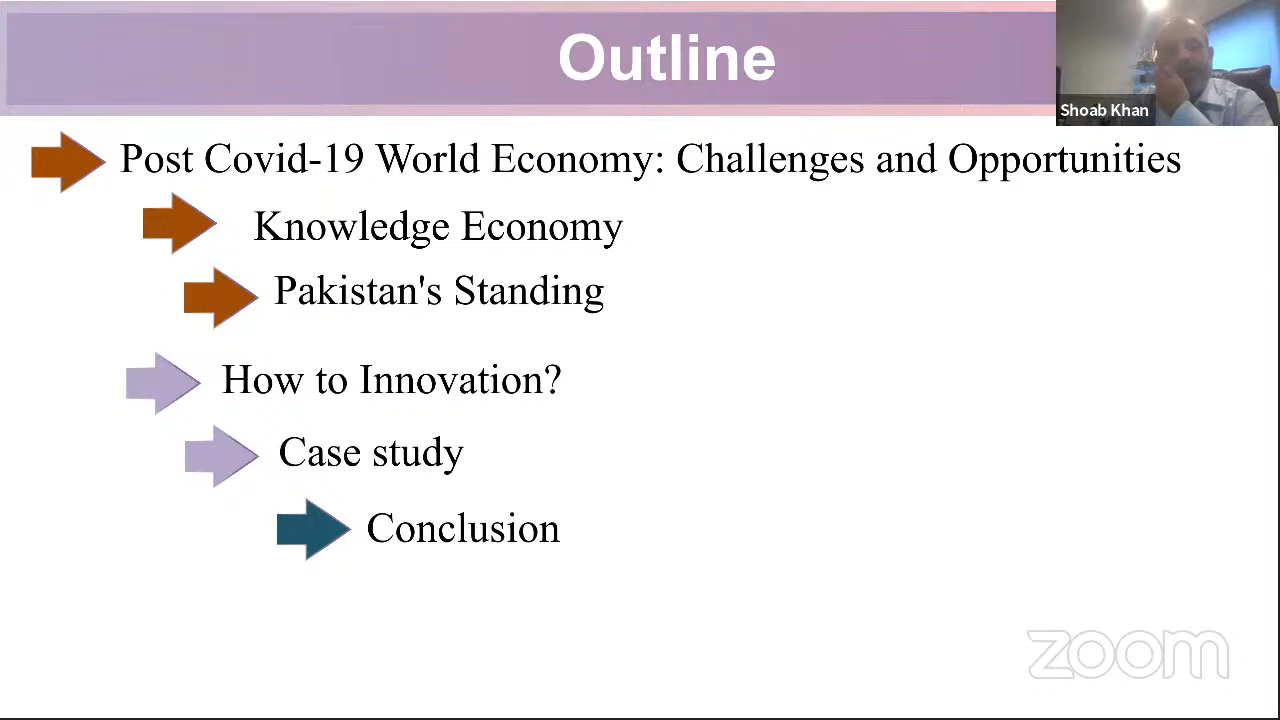 Outline
Shoab Khan
Post Covid-19 World Economy: Challenges and Opportunities
Knowledge Economy
Pakistan's Standing
How to Innovation?
Case study
Conclusion
zoom